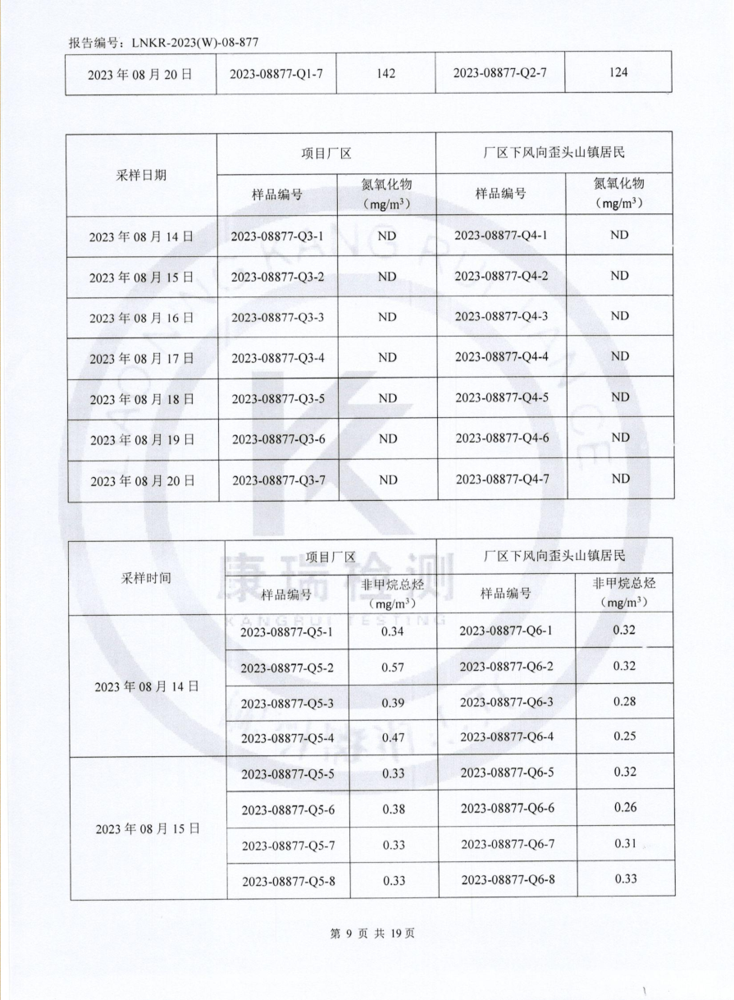 报告编号：LNKR-2023(W)-08-877
2023 年 08 月 20 日 2023-08877-Q1-7 142 2023-08877-Q2-7 124
采样日期 项目厂区 厂区下风向歪头山镇居民
样品编号 氮氧化物（mg/m³） 样品编号 氮氧化物（mg/m³）
2023 年 08 月 14 日 2023-08877-Q3-1 ND 2023-08877-Q4-1 ND
2023 年 08 月 15 日 2023-08877-Q3-2 ND 2023-08877-Q4-2 ND
2023 年 08 月 16 日 2023-08877-Q3-3 ND 2023-08877-Q4-3 ND
2023 年 08 月 17 日 2023-08877-Q3-4 ND 2023-08877-Q4-4 ND
2023 年 08 月 18 日 2023-08877-Q3-5 ND 2023-08877-Q4-5 ND
2023 年 08 月 19 日 2023-08877-Q3-6 ND 2023-08877-Q4-6 ND
2023 年 08 月 20 日 2023-08877-Q3-7 ND 2023-08877-Q4-7 ND
采样时间 项目厂区 厂区下风向歪头山镇居民
样品编号 非甲烷总烃（mg/m³） 样品编号 非甲烷总烃（mg/m³）
2023 年 08 月 14 日 2023-08877-Q5-1 0.34 2023-08877-Q6-1 0.32
2023-08877-Q5-2 0.57 2023-08877-Q6-2 0.32
2023-08877-Q5-3 0.39 2023-08877-Q6-3 0.28
2023-08877-Q5-4 0.47 2023-08877-Q6-4 0.25
2023 年 08 月 15 日 2023-08877-Q5-5 0.33 2023-08877-Q6-5 0.32
2023-08877-Q5-6 0.38 2023-08877-Q6-6 0.26
2023-08877-Q5-7 0.33 2023-08877-Q6-7 0.31
2023-08877-Q5-8 0.33 2023-08877-Q6-8 0.33
康瑞检测
KANGRUI TESTING
第 9 页 共 19 页